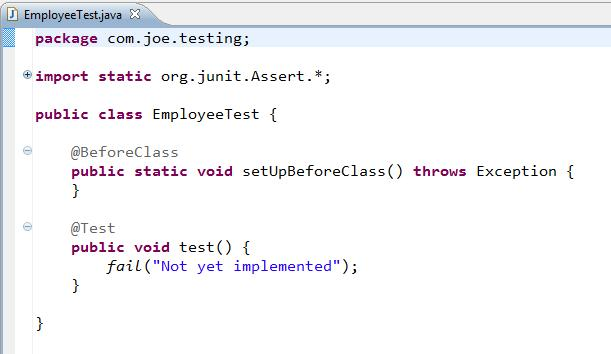 EmployeeTest.java
package com.joe.testing;
import static org.junit.Assert.*;
public class EmployeeTest {
@BeforeClass
public static void setUpBeforeClass() throws Exception {
}
@Test
public void test() {
fail("Not yet implemented");
}
}